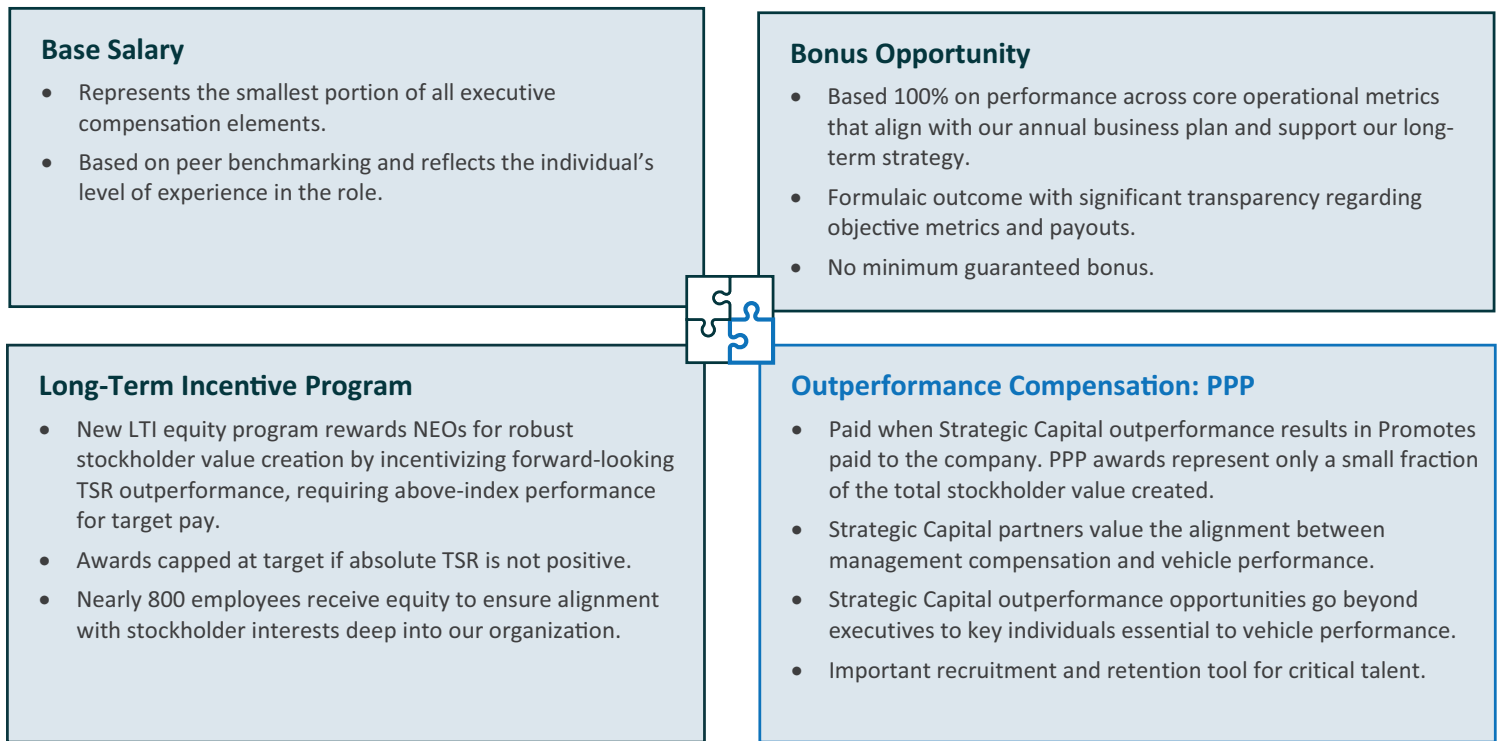 Base Salary
• Represents the smallest portion of all executive
compensation elements.
• Based on peer benchmarking and reflects the individual’s
level of experience in the role.
Bonus Opportunity
• Based 100% on performance across core operational metrics
that align with our annual business plan and support our long-
term strategy.
• Formulaic outcome with significant transparency regarding
objective metrics and payouts.
• No minimum guaranteed bonus.
Long-Term Incentive Program
• New LTI equity program rewards NEOs for robust
stockholder value creation by incentivizing forward-looking
TSR outperformance, requiring above-index performance
for target pay.
• Awards capped at target if absolute TSR is not positive.
• Nearly 800 employees receive equity to ensure alignment
with stockholder interests deep into our organization.
Outperformance Compensation: PPP
• Paid when Strategic Capital outperformance results in Promotes
paid to the company. PPP awards represent only a small fraction
of the total stockholder value created.
• Strategic Capital partners value the alignment between
management compensation and vehicle performance.
• Strategic Capital outperformance opportunities go beyond
executives to key individuals essential to vehicle performance.
• Important recruitment and retention tool for critical talent.